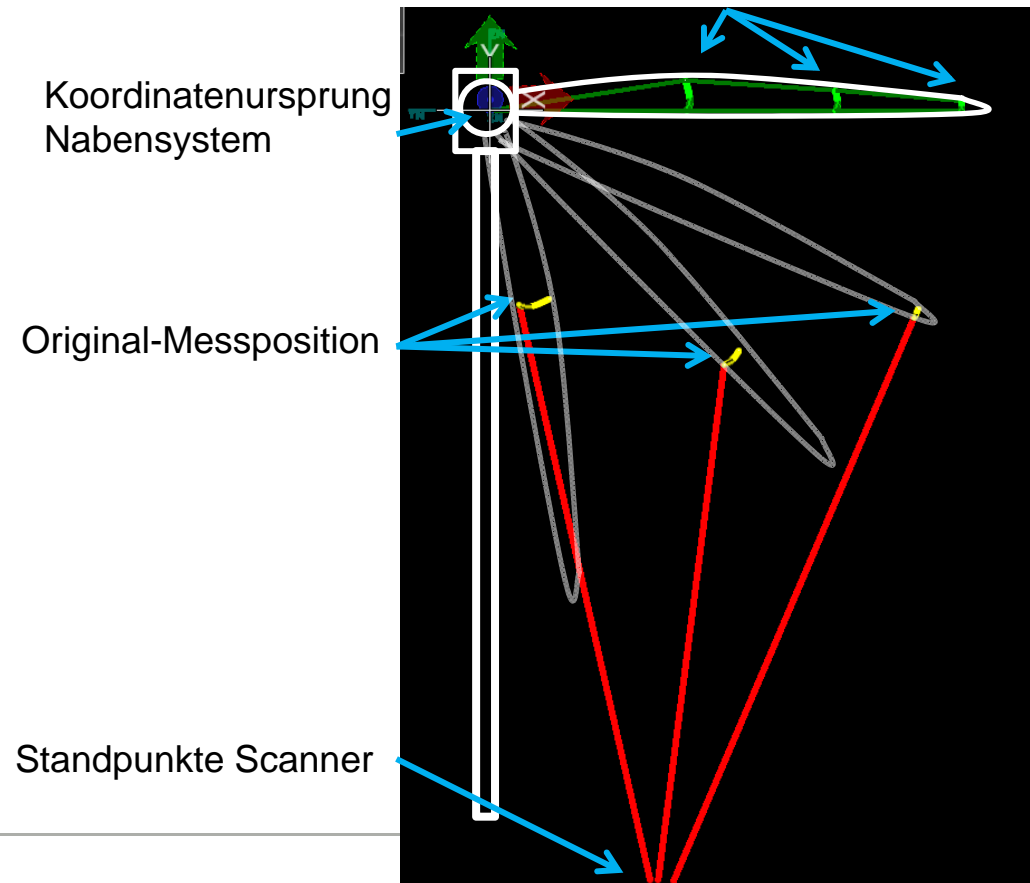 Y
Koordinatenursprung
X
Nabensystem
Original-Messposition
Standpunkte Scanner